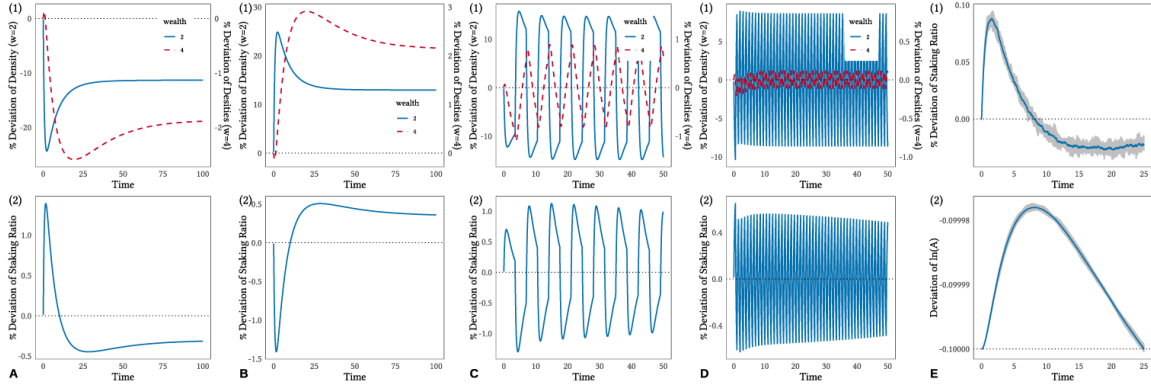 (1)
% Deviation of Density (w=2)
0
-10
-20
wealth
2
4
0
-1
-2
% Deviation of Desities (w=4)
0 25 50 75 100
Time
(1)
% Deviation of Density (w=2)
30
20
10
0
wealth
2
4
3
2
1
0
% Deviation of Desities (w=4)
0 25 50 75 100
Time
(1)
% Deviation of Density (w=2)
10
0
-10
wealth
2
4
1
0
-1
% Deviation of Desities (w=4)
0 10 20 30 40 50
Time
(1)
% Deviation of Density (w=2)
5
0
-5
-10
wealth
2
4
0.5
0.0
-0.5
-1.0
% Deviation of Desities (w=4)
0 10 20 30 40 50
Time
(1)
% Deviation of Staking Ratio
0.10
0.05
0.00
0 5 10 15 20 25
Time
(2)
% Deviation of Staking Ratio
1.0
0.5
0.0
-0.5
0 25 50 75 100
A Time
(2)
% Deviation of Staking Ratio
0.5
0.0
-0.5
-1.0
-1.5
0 25 50 75 100
B Time
(2)
% Deviation of Staking Ratio
1.0
0.5
0.0
-0.5
-1.0
0 10 20 30 40 50
C Time
(2)
% Deviation of Staking Ratio
0.4
0.0
-0.4
0 10 20 30 40 50
D Time
(2)
Deviation of ln(A)
-0.09998
-0.09999
-0.10000
0 5 10 15 20 25
E Time